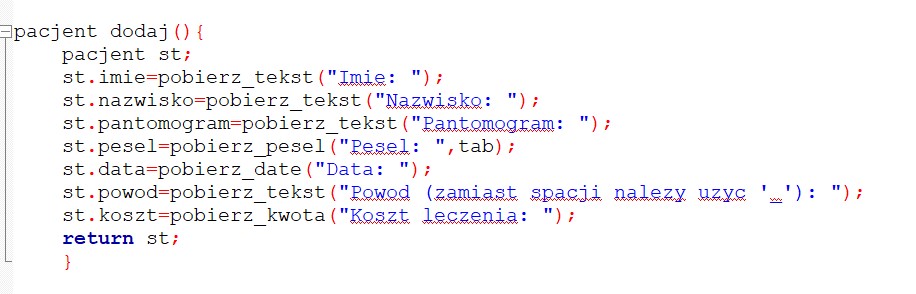 pacjent dodaj(){
pacjent st;
st.imie=pobierz_tekst("Imie: ");
st.nazwisko=pobierz_tekst("Nazwisko: ");
st.pantomogram=pobierz_tekst("Pantomogram: ");
st.pesel=pobierz_pesel("Pesel: ",tab);
st.data=pobierz_date("Data: ");
st.powod=pobierz_tekst("Powod (zamiast spacji nalezy uzyc '_'): ");
st.koszt=pobierz_kwota("Koszt leczenia: ");
return st;
}